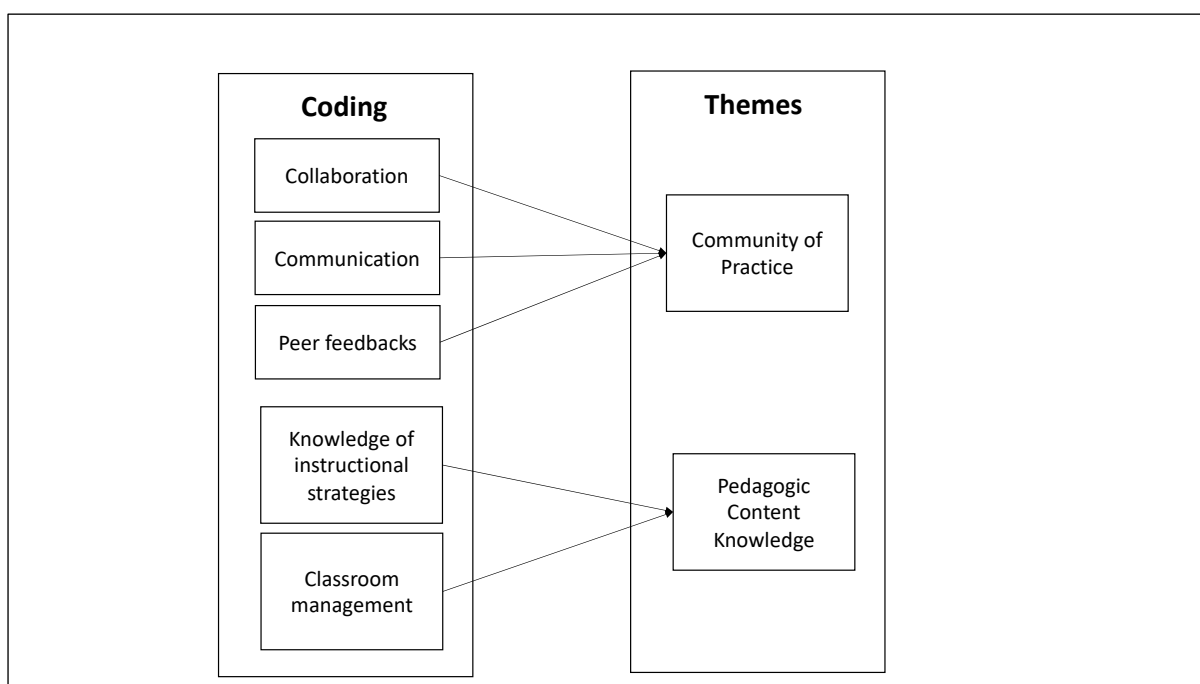 Coding
Collaboration
Communication
Peer feedbacks
Knowledge of
instructional
strategies
Classroom
management
Themes
Community of
Practice
Pedagogic
Content
Knowledge